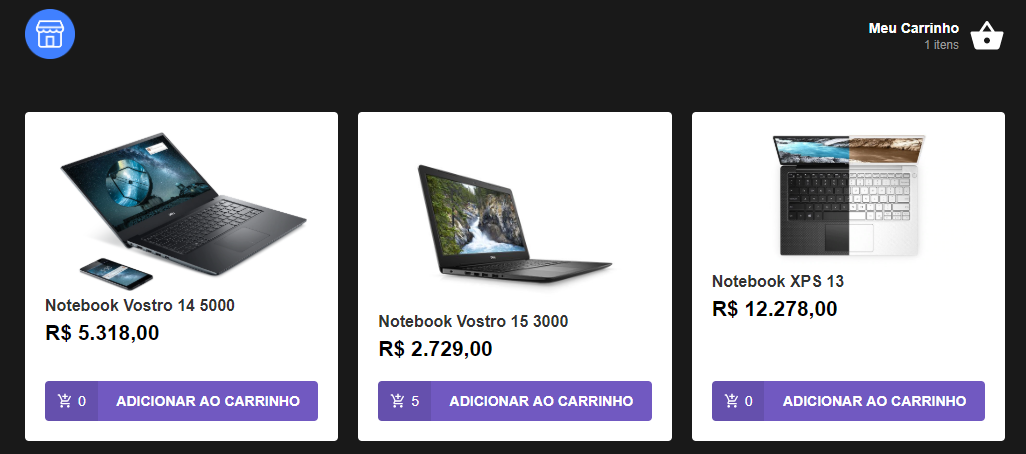 Meu Carrinho
1 itens
Notebook Vostro 14 5000
R$ 5.318,00
0 ADICIONAR AO CARRINHO
Notebook Vostro 15 3000
R$ 2.729,00
5 ADICIONAR AO CARRINHO
Notebook XPS 13
R$ 12.278,00
0 ADICIONAR AO CARRINHO